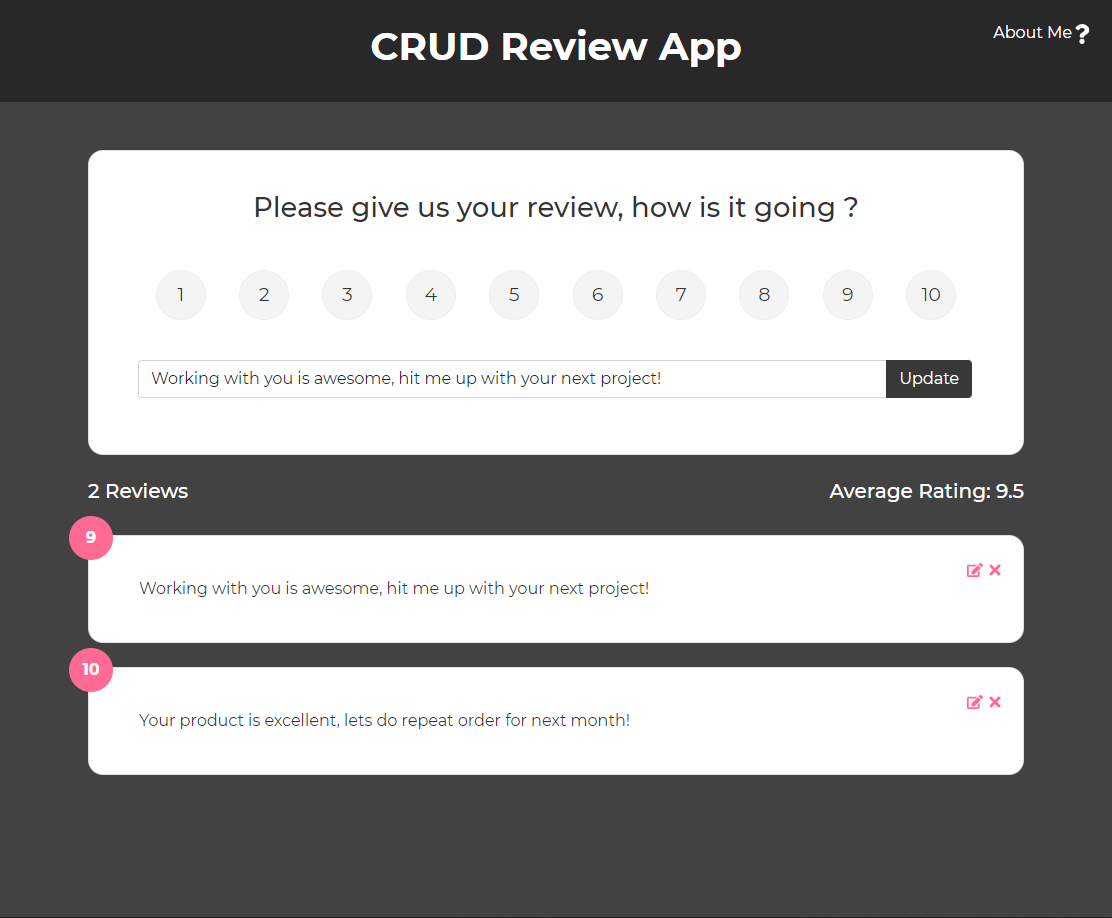 CRUD Review App
About Me ?
Please give us your review, how is it going ?
1 2 3 4 5 6 7 8 9 10
Working with you is awesome, hit me up with your next project! Update
2 Reviews Average Rating: 9.5
9
Working with you is awesome, hit me up with your next project!
10
Your product is excellent, lets do repeat order for next month!